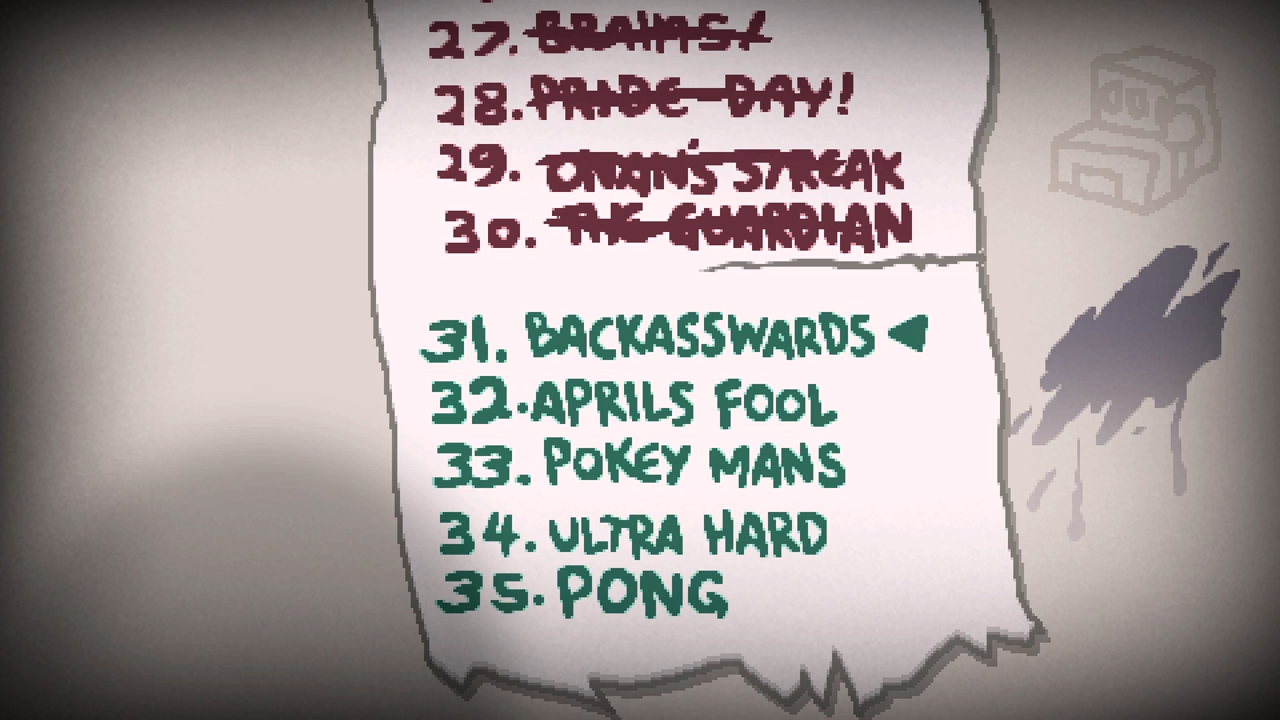 27. BRAINS!
28. PRIDE DAY!
29. ONAN'S STREAK
30. THE GUARDIAN
31. BACKASSWARDS
32. APRILS FOOL
33. POKEY MANS
34. ULTRA HARD
35. PONG